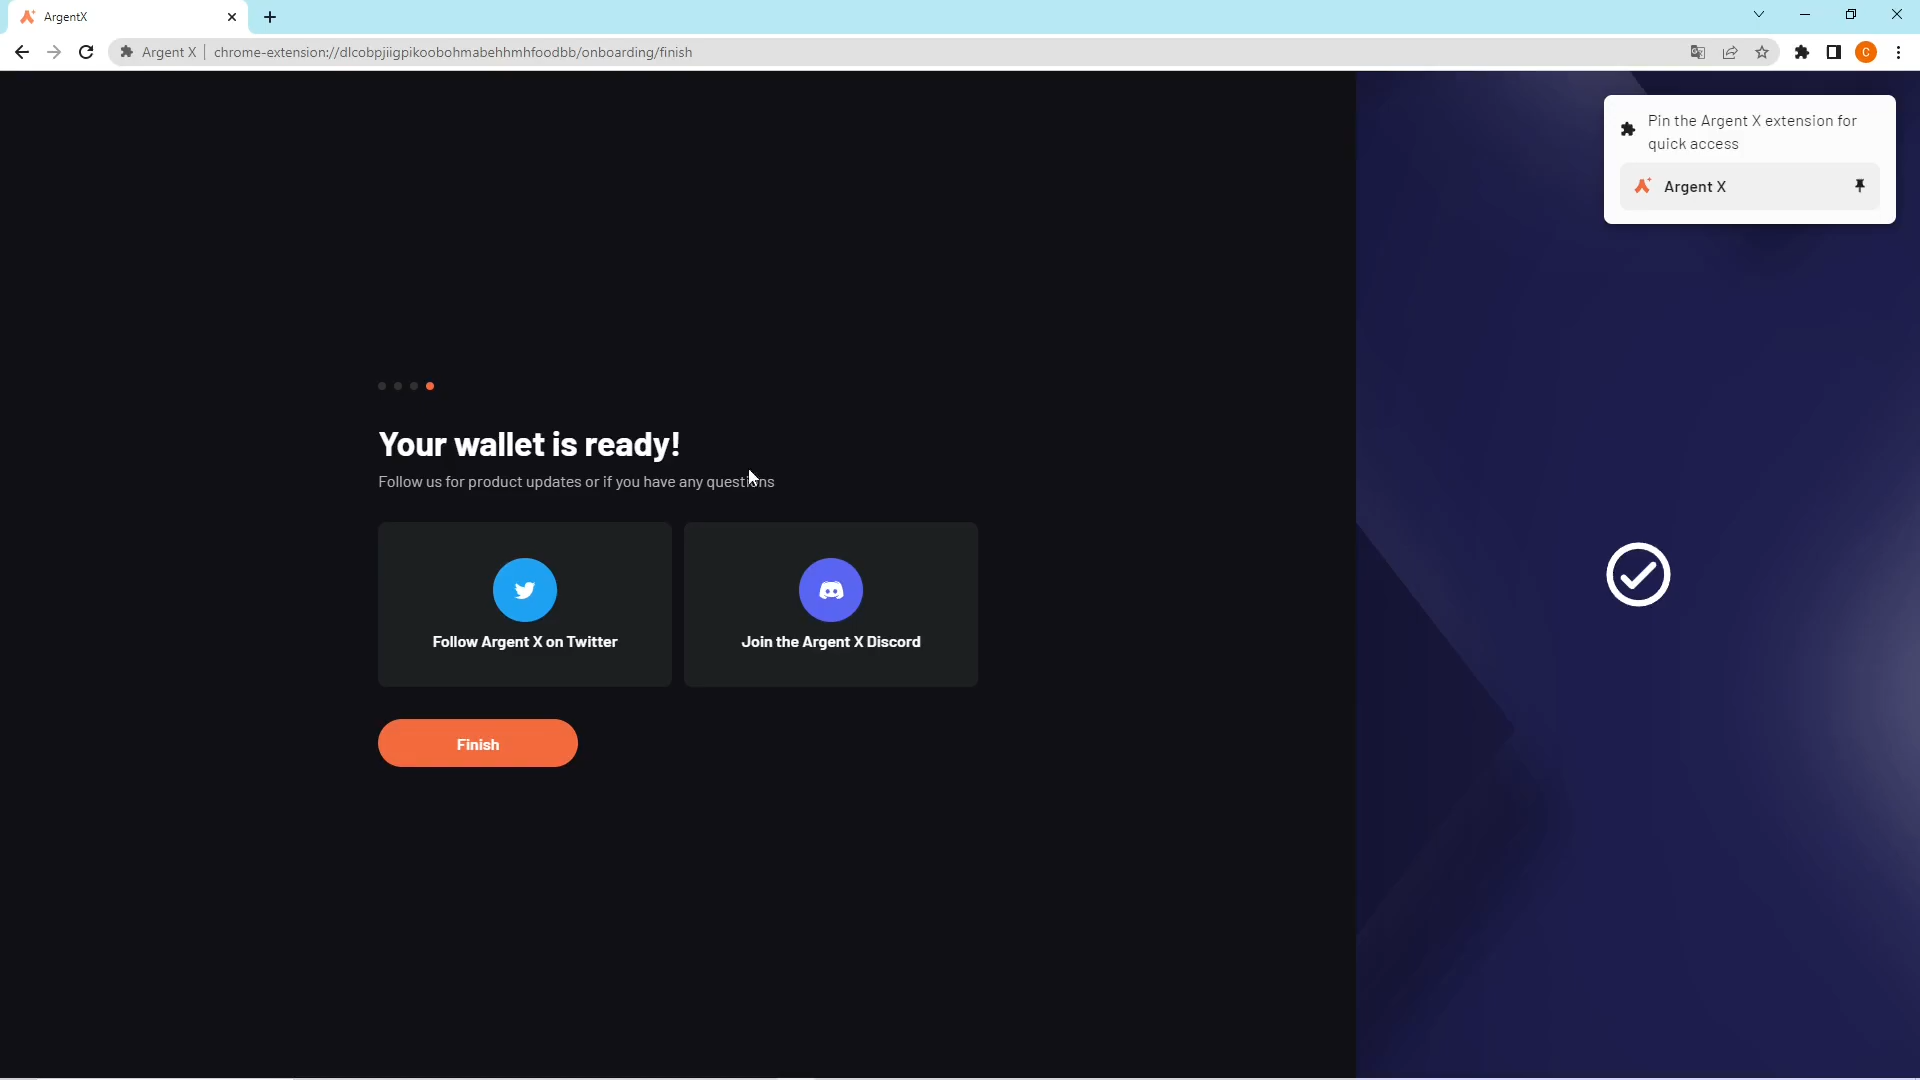 ArgentX
Argent X
chrome-extension://dlcobpjiigpikoobohmabehhmhfoodbb/onboarding/finish
C
Pin the Argent X extension for
quick access
Argent X
Your wallet is ready!
Follow us for product updates or if you have any questions
Follow Argent X on Twitter
Join the Argent X Discord
Finish